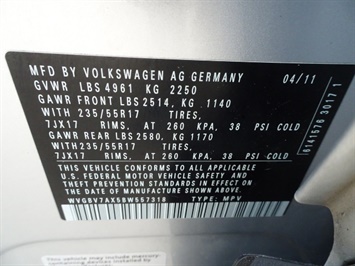 MFD. BY VOLKSWAGEN AG GERMANY 04/11
GVWR LBS 4961 KG 2250
GAWR FRONT LBS 2514, KG 1140
WITH 235/55R17 TIRES,
7JX17 RIMS, AT 260 KPA, 38 PSI COLD
GAWR REAR LBS 2580, KG 1170
WITH 235/55R17 TIRES,
7JX17 RIMS, AT 260 KPA, 38 PSI COLD
THIS VEHICLE CONFORMS TO ALL APPLICABLE
U.S. FEDERAL MOTOR VEHICLE SAFETY
STANDARDS IN EFFECT ON THE DATE
OF MANUFACTURE SHOWN ABOVE.
WVGBV7AX5BW557318 TYPE: MPV